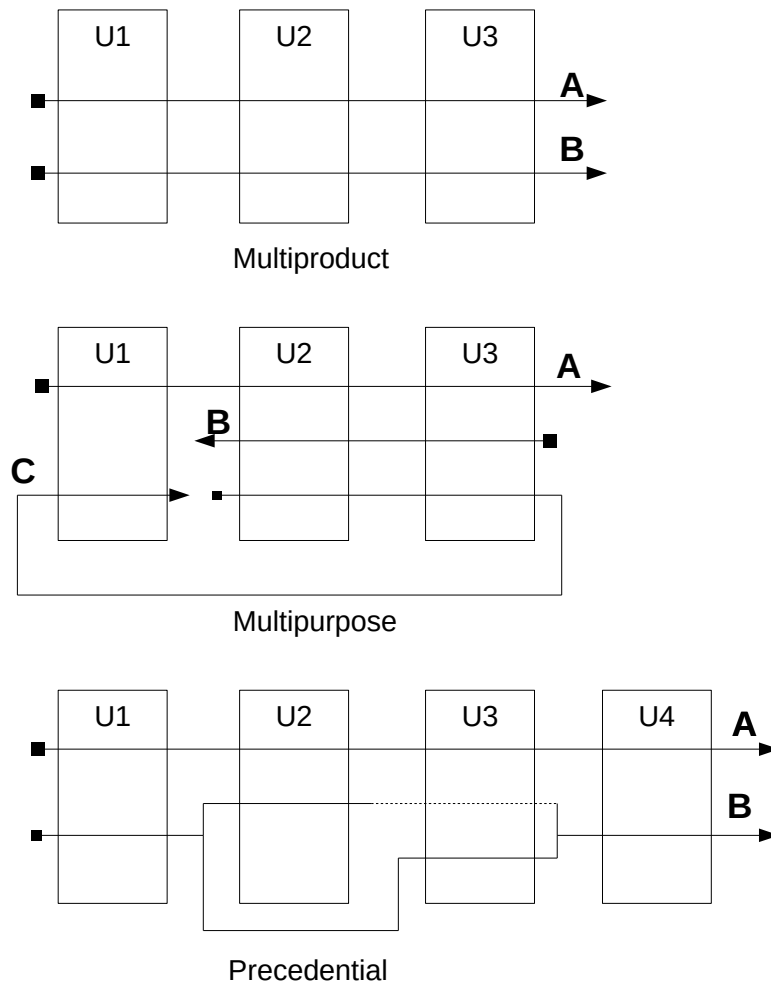 U1 U2 U3
A
B
Multiproduct
U1 U2 U3
A
B
C
Multipurpose
U1 U2 U3 U4
A
B
Precedential